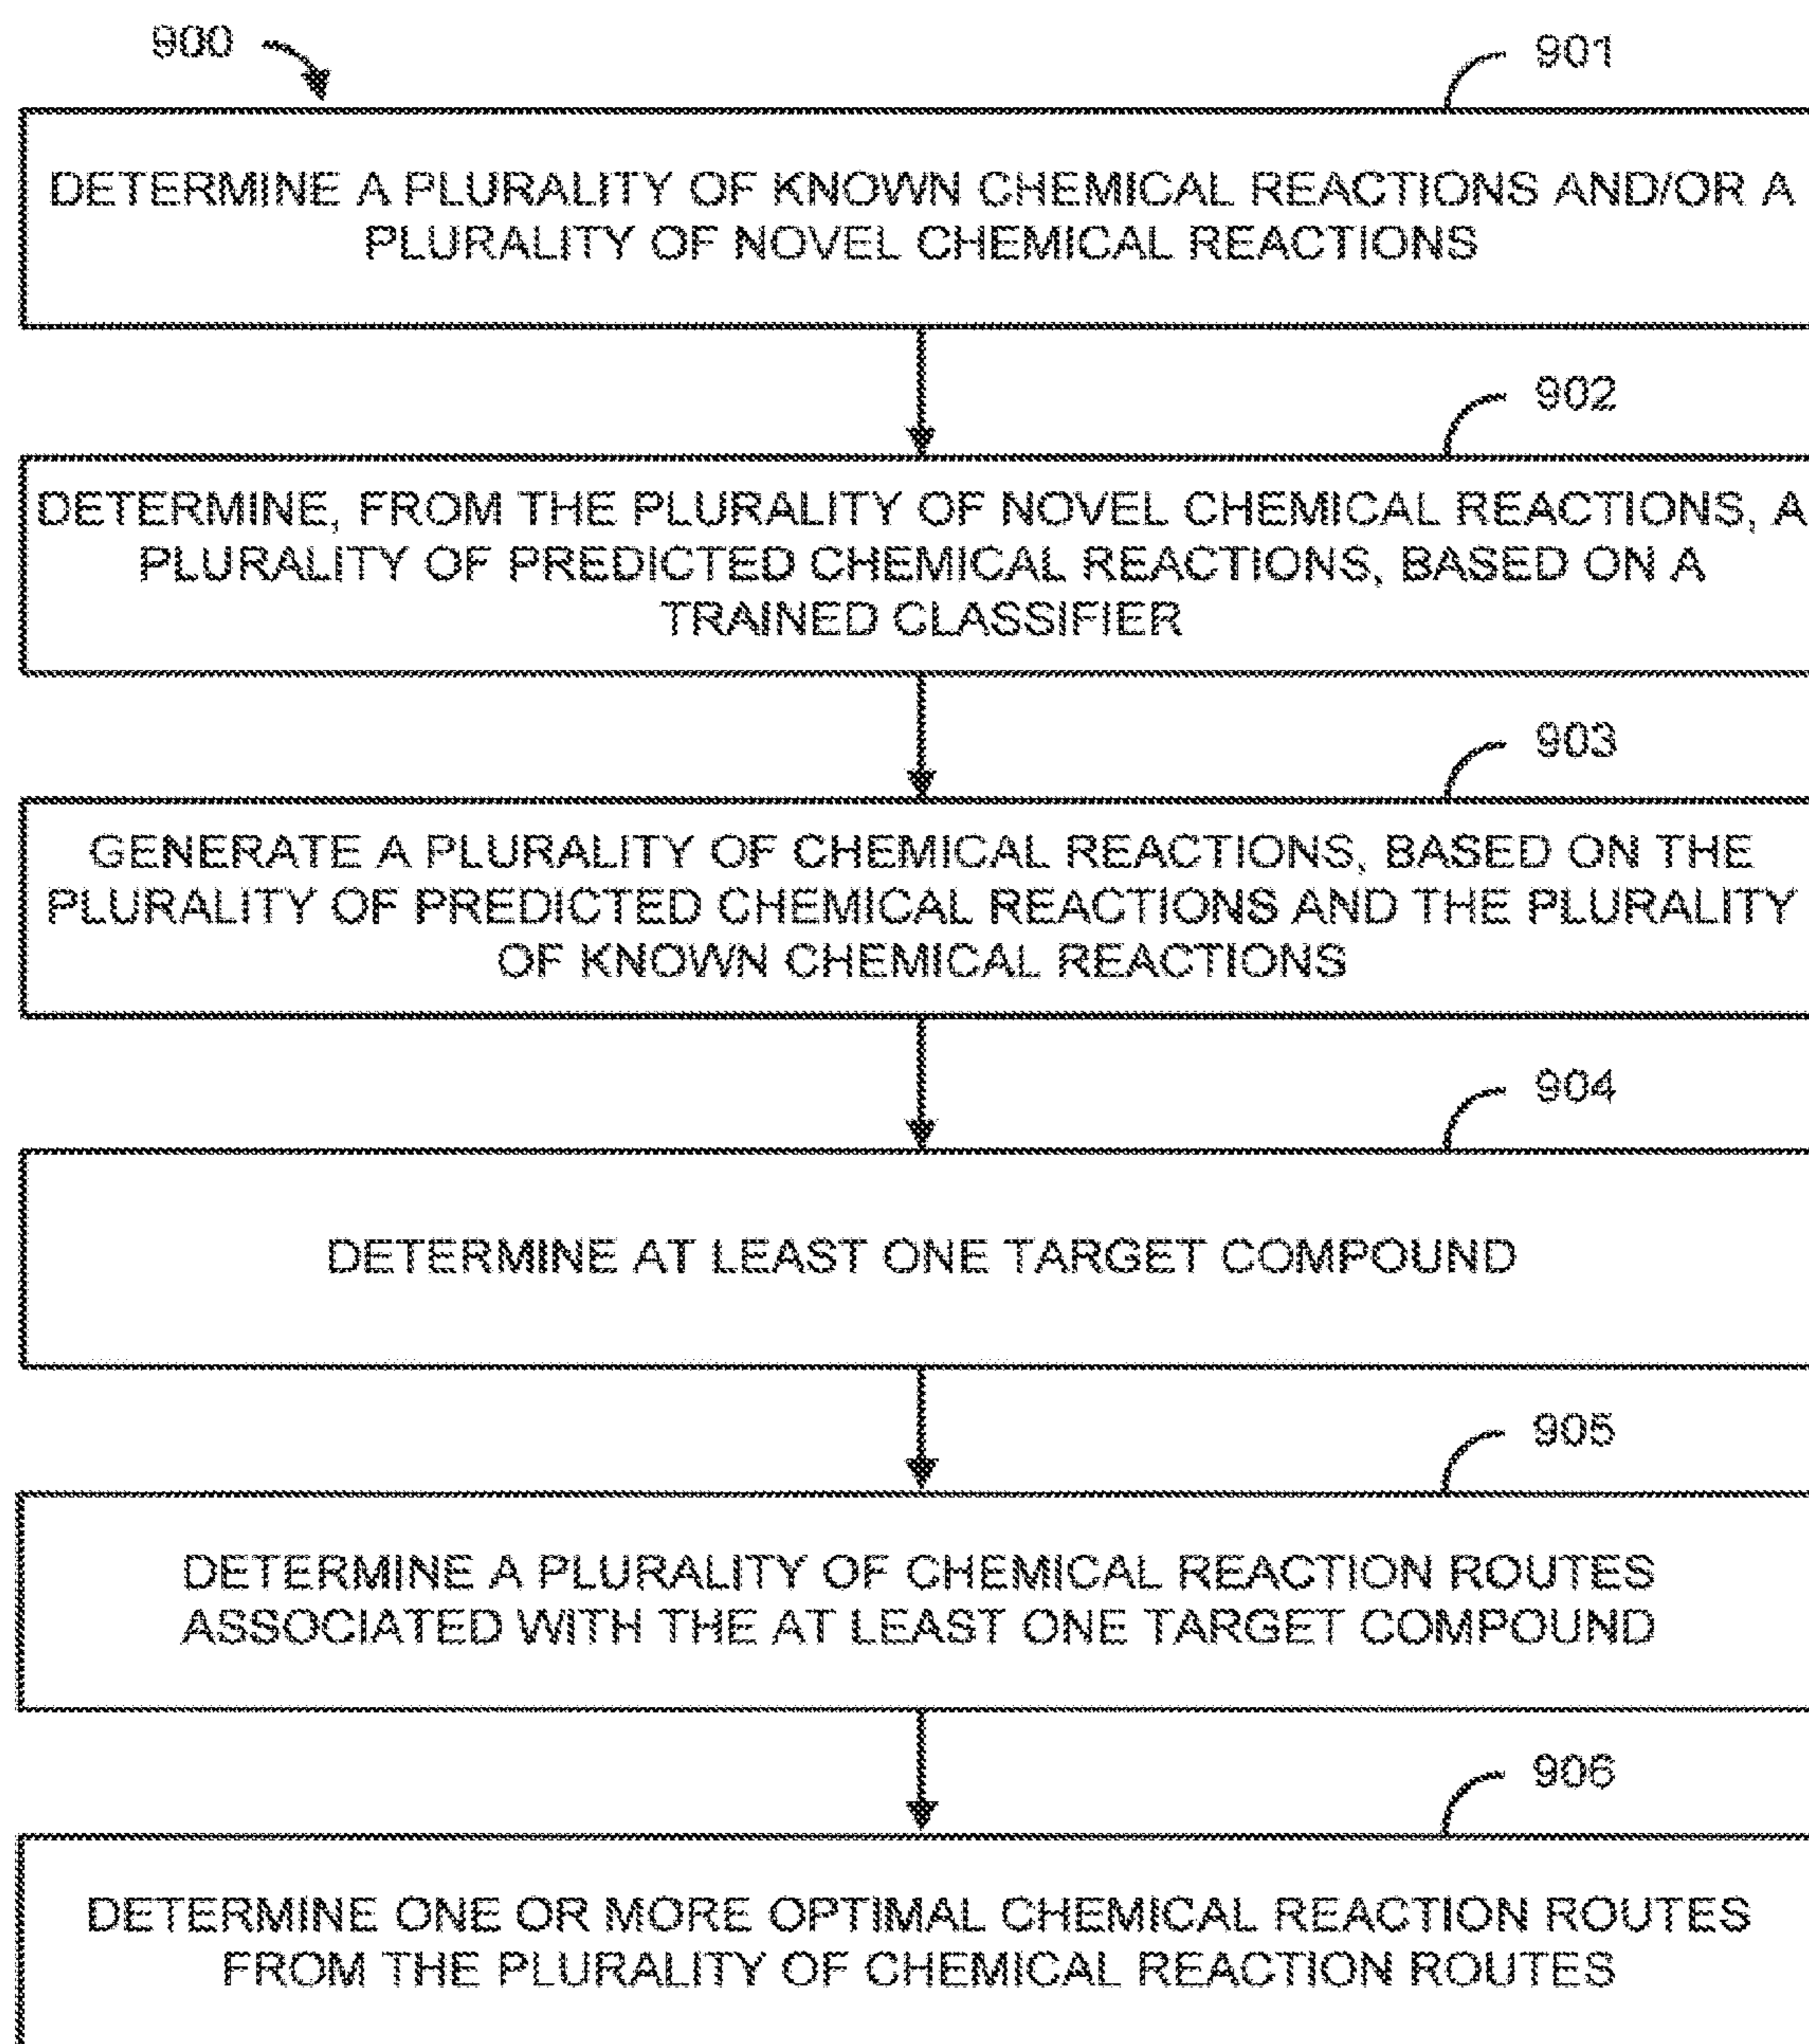 900
901
DETERMINE A PLURALITY OF KNOWN CHEMICAL REACTIONS AND/OR A
PLURALITY OF NOVEL CHEMICAL REACTIONS
902
DETERMINE, FROM THE PLURALITY OF NOVEL CHEMICAL REACTIONS, A
PLURALITY OF PREDICTED CHEMICAL REACTIONS, BASED ON A
TRAINED CLASSIFIER
903
GENERATE A PLURALITY OF CHEMICAL REACTIONS, BASED ON THE
PLURALITY OF PREDICTED CHEMICAL REACTIONS AND THE PLURALITY
OF KNOWN CHEMICAL REACTIONS
904
DETERMINE AT LEAST ONE TARGET COMPOUND
905
DETERMINE A PLURALITY OF CHEMICAL REACTION ROUTES
ASSOCIATED WITH THE AT LEAST ONE TARGET COMPOUND
906
DETERMINE ONE OR MORE OPTIMAL CHEMICAL REACTION ROUTES
FROM THE PLURALITY OF CHEMICAL REACTION ROUTES